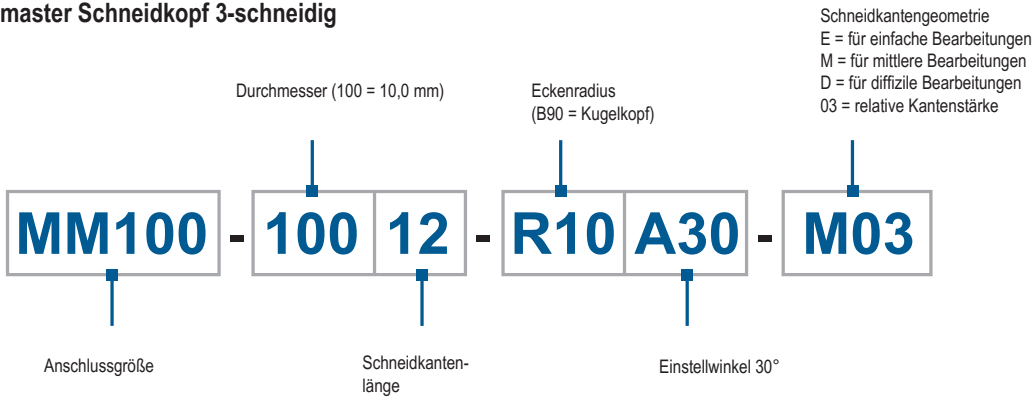 master Schneidkopf 3-schneidig
Schneidkantengeometrie
E = für einfache Bearbeitungen
M = für mittlere Bearbeitungen
D = für diffizile Bearbeitungen
03 = relative Kantenstärke
Durchmesser (100 = 10,0 mm)
Eckenradius
(B90 = Kugelkopf)
MM100 - 100 12 - R10 A30 - M03
Anschlussgröße
Schneidkanten-
länge
Einstellwinkel 30°